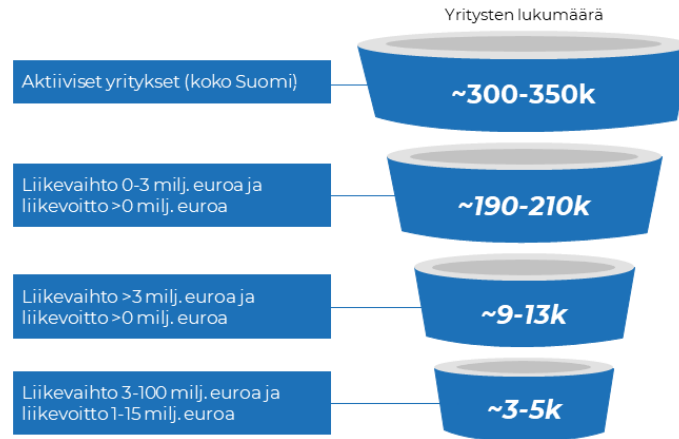 Yritysten lukumäärä
Aktiiviset yritykset (koko Suomi)
~300-350k
Liikevaihto 0-3 milj. euroa ja
liikevoitto >0 milj. euroa
~190-210k
Liikevaihto >3 milj. euroa ja
liikevoitto >0 milj. euroa
~9-13k
Liikevaihto 3-100 milj. euroa ja
liikevoitto 1-15 milj. euroa
~3-5k